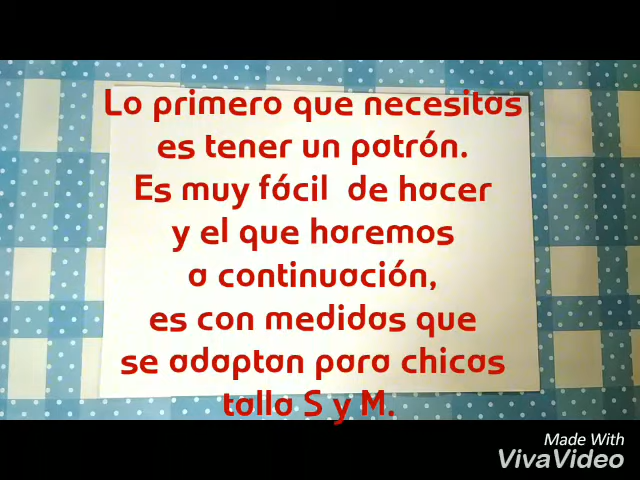 Lo primero que necesitas
es tener un patrón.
Es muy fácil de hacer
y el que haremos
a continuación,
es con medidas que
se adaptan para chicas
talla S y M.
Made With
VivaVideo